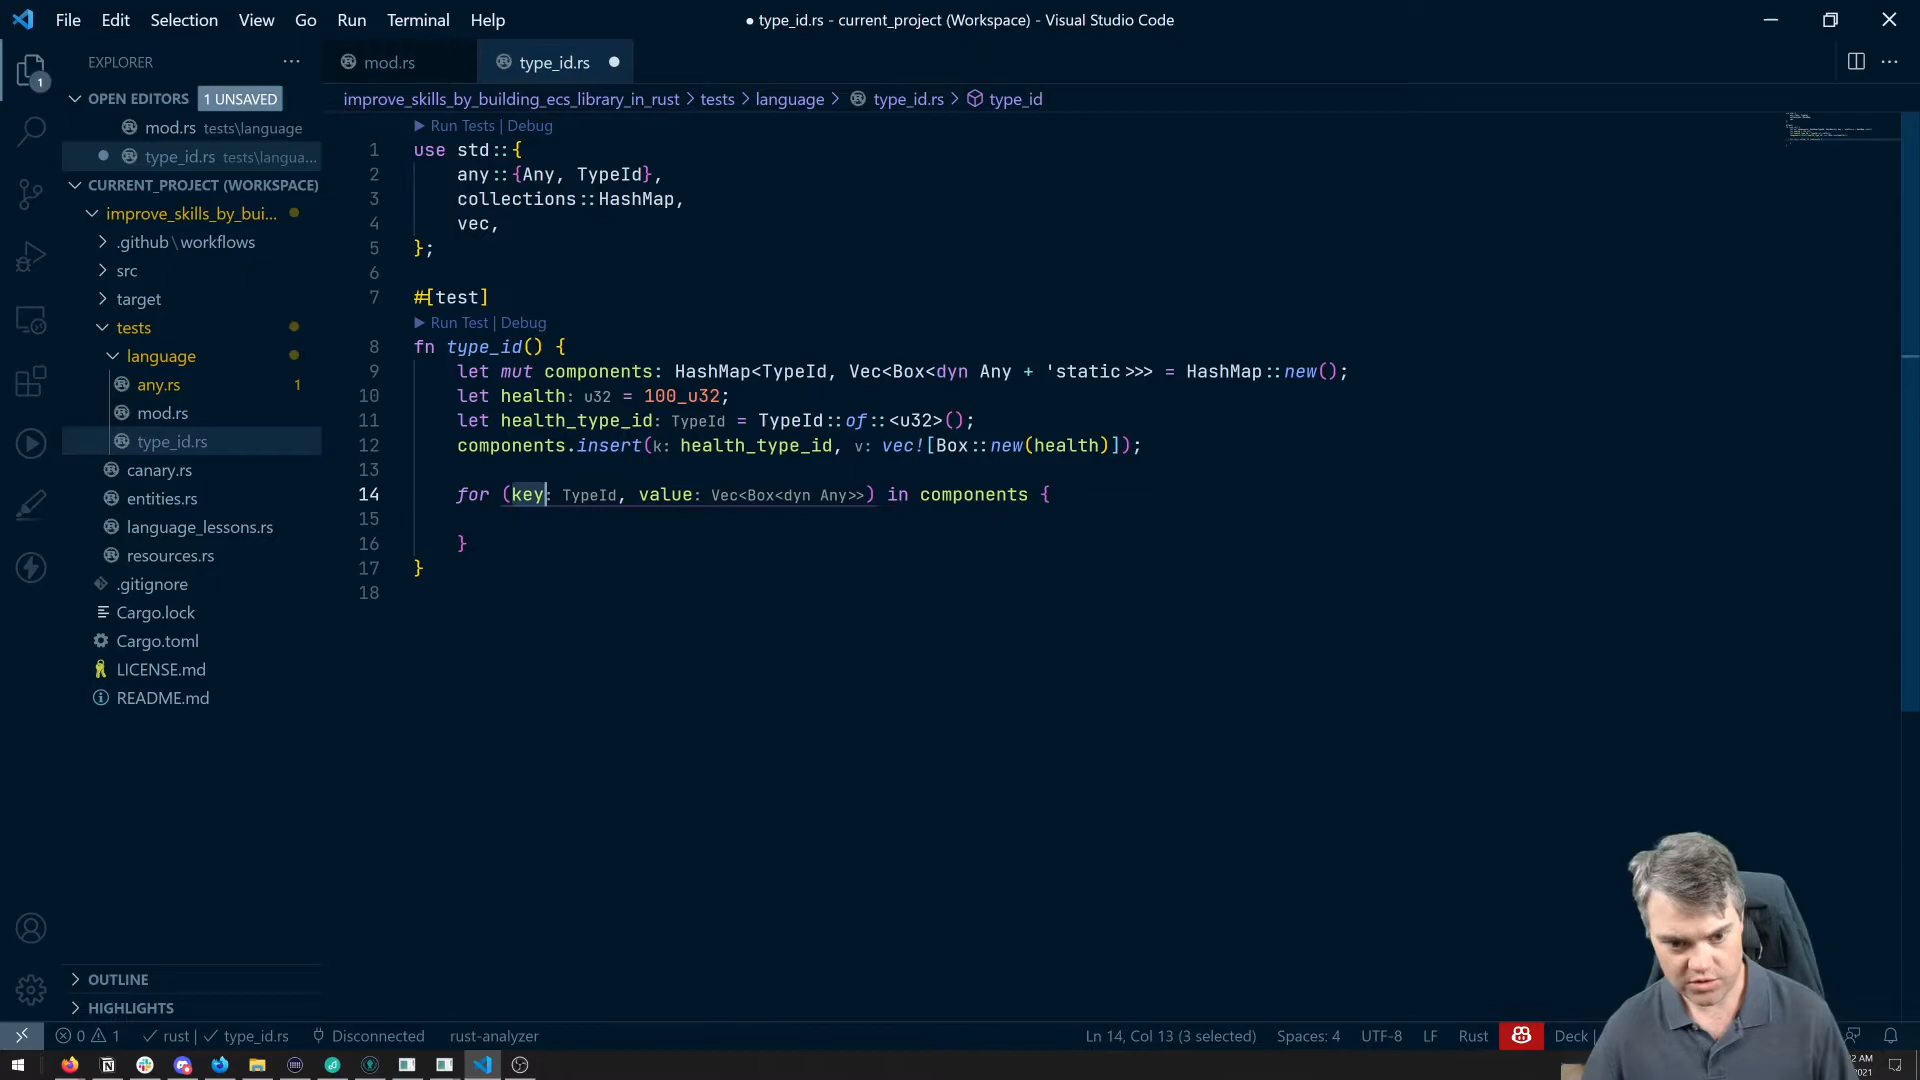 File Edit Selection View Go Run Terminal Help
● type_id.rs - current_project (Workspace) - Visual Studio Code
EXPLORER
1
OPEN EDITORS 1 UNSAVED
mod.rs tests\language
type_id.rs tests\langua...
CURRENT_PROJECT (WORKSPACE)
improve_skills_by_bui...
.github\workflows
src
target
tests
language
any.rs 1
mod.rs
type_id.rs
canary.rs
entities.rs
language_lessons.rs
resources.rs
.gitignore
Cargo.lock
Cargo.toml
LICENSE.md
README.md
OUTLINE
HIGHLIGHTS
mod.rs type_id.rs
improve_skills_by_building_ecs_library_in_rust > tests > language > type_id.rs > type_id
Run Tests | Debug
1 use std::{
2 any::{Any, TypeId},
3 collections::HashMap,
4 vec,
5 };
6
7 #[test]
Run Test | Debug
8 fn type_id() {
9 let mut components: HashMap<TypeId, Vec<Box<dyn Any + 'static>>> = HashMap::new();
10 let health: u32 = 100_u32;
11 let health_type_id: TypeId = TypeId::of::<u32>();
12 components.insert(k: health_type_id, v: vec![Box::new(health)]);
13
14 for (key: TypeId, value: Vec<Box<dyn Any>>) in components {
15
16 }
17 }
18
0 1 rust | type_id.rs Disconnected rust-analyzer Ln 14, Col 13 (3 selected) Spaces: 4 UTF-8 LF Rust Deck
2 AM
2021